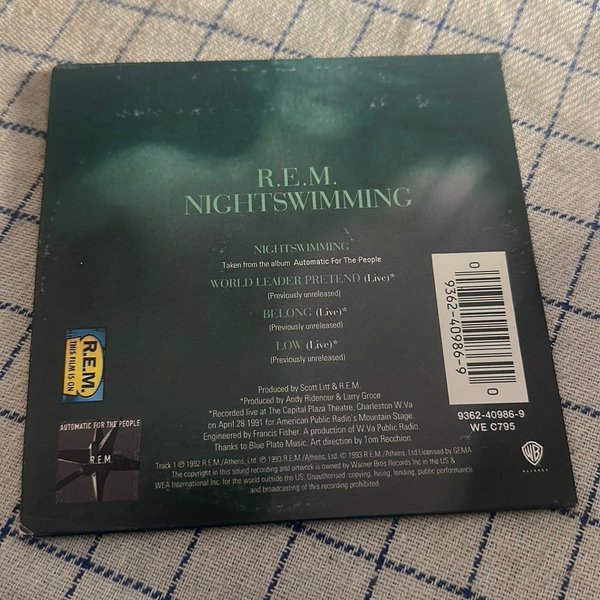 R.E.M.
NIGHTSWIMMING
NIGHTSWIMMING
Taken from the album Automatic For The People
WORLD LEADER PRETEND (Live)*
(Previously unreleased)
BELONG (Live)*
(Previously unreleased)
LOW (Live)*
(Previously unreleased)
Produced by Scott Litt & R.E.M.
*Produced by Andy Ridenour & Larry Groce
*Recorded live at The Capital Plaza Theatre, Charleston W.Va
on April 28 1991 for American Public Radio's Mountain Stage.
Engineered by Francis Fisher. A production of W.Va Public Radio.
Thanks to Blue Plate Music. Art direction by Tom Recchion
Track 1 ℗ 1992 R.E.M./Athens, Ltd. ℗ 1993 R.E.M./Athens, Ltd. © 1993 R.E.M./Athens, Ltd. Licensed by GEMA
The copyright in this sound recording and artwork is owned by Warner Bros Records Inc in the US &
WEA International Inc. for the world outside the US. Unauthorised copying, hiring, lending, public performance
and broadcasting of this recording prohibited.
R.E.M.
THIS FILM IS ON
AUTOMATIC FOR THE PEOPLE
R.E.M.
0
9362-40986-9
0
9362-40986-9
WE C795
WB
RECORDS